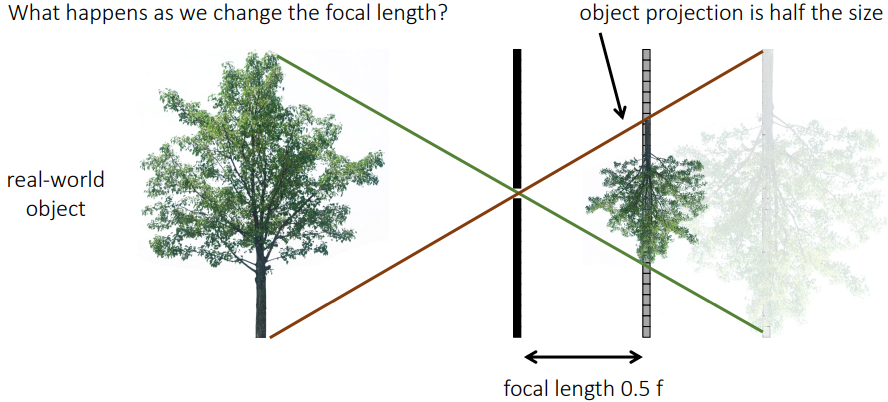 What happens as we change the focal length?
object projection is half the size
real-world
object
focal length 0.5 f